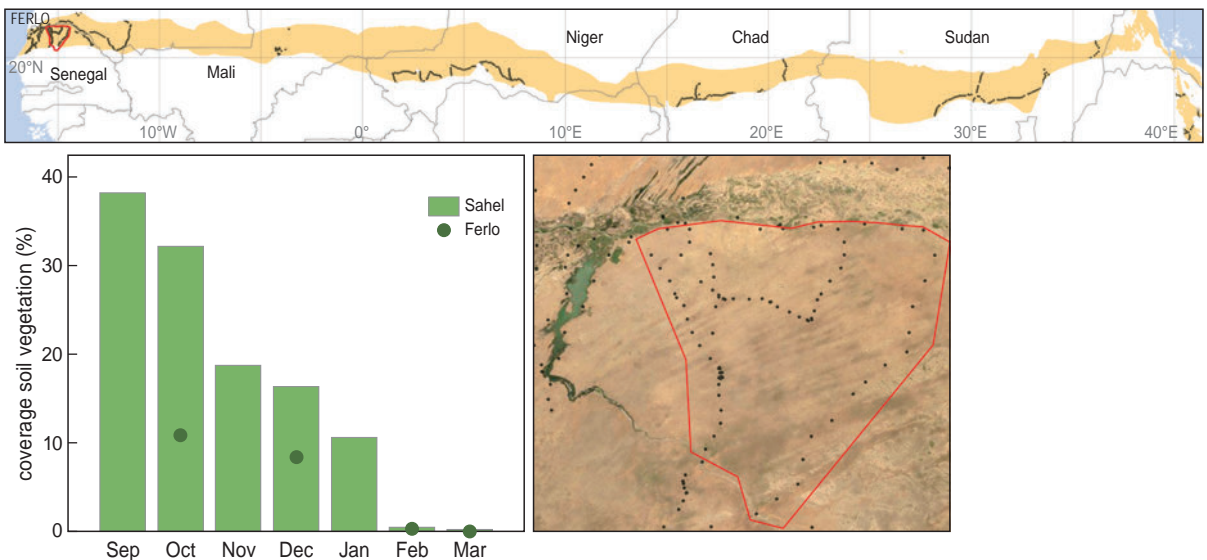 FERLO
Niger
Chad
Sudan
20°N
Senegal
Mali
10°W
0°
10°E
20°E
30°E
40°E
coverage soil vegetation (%)
40
30
20
10
0
Sahel
Ferlo
Sep Oct Nov Dec Jan Feb Mar